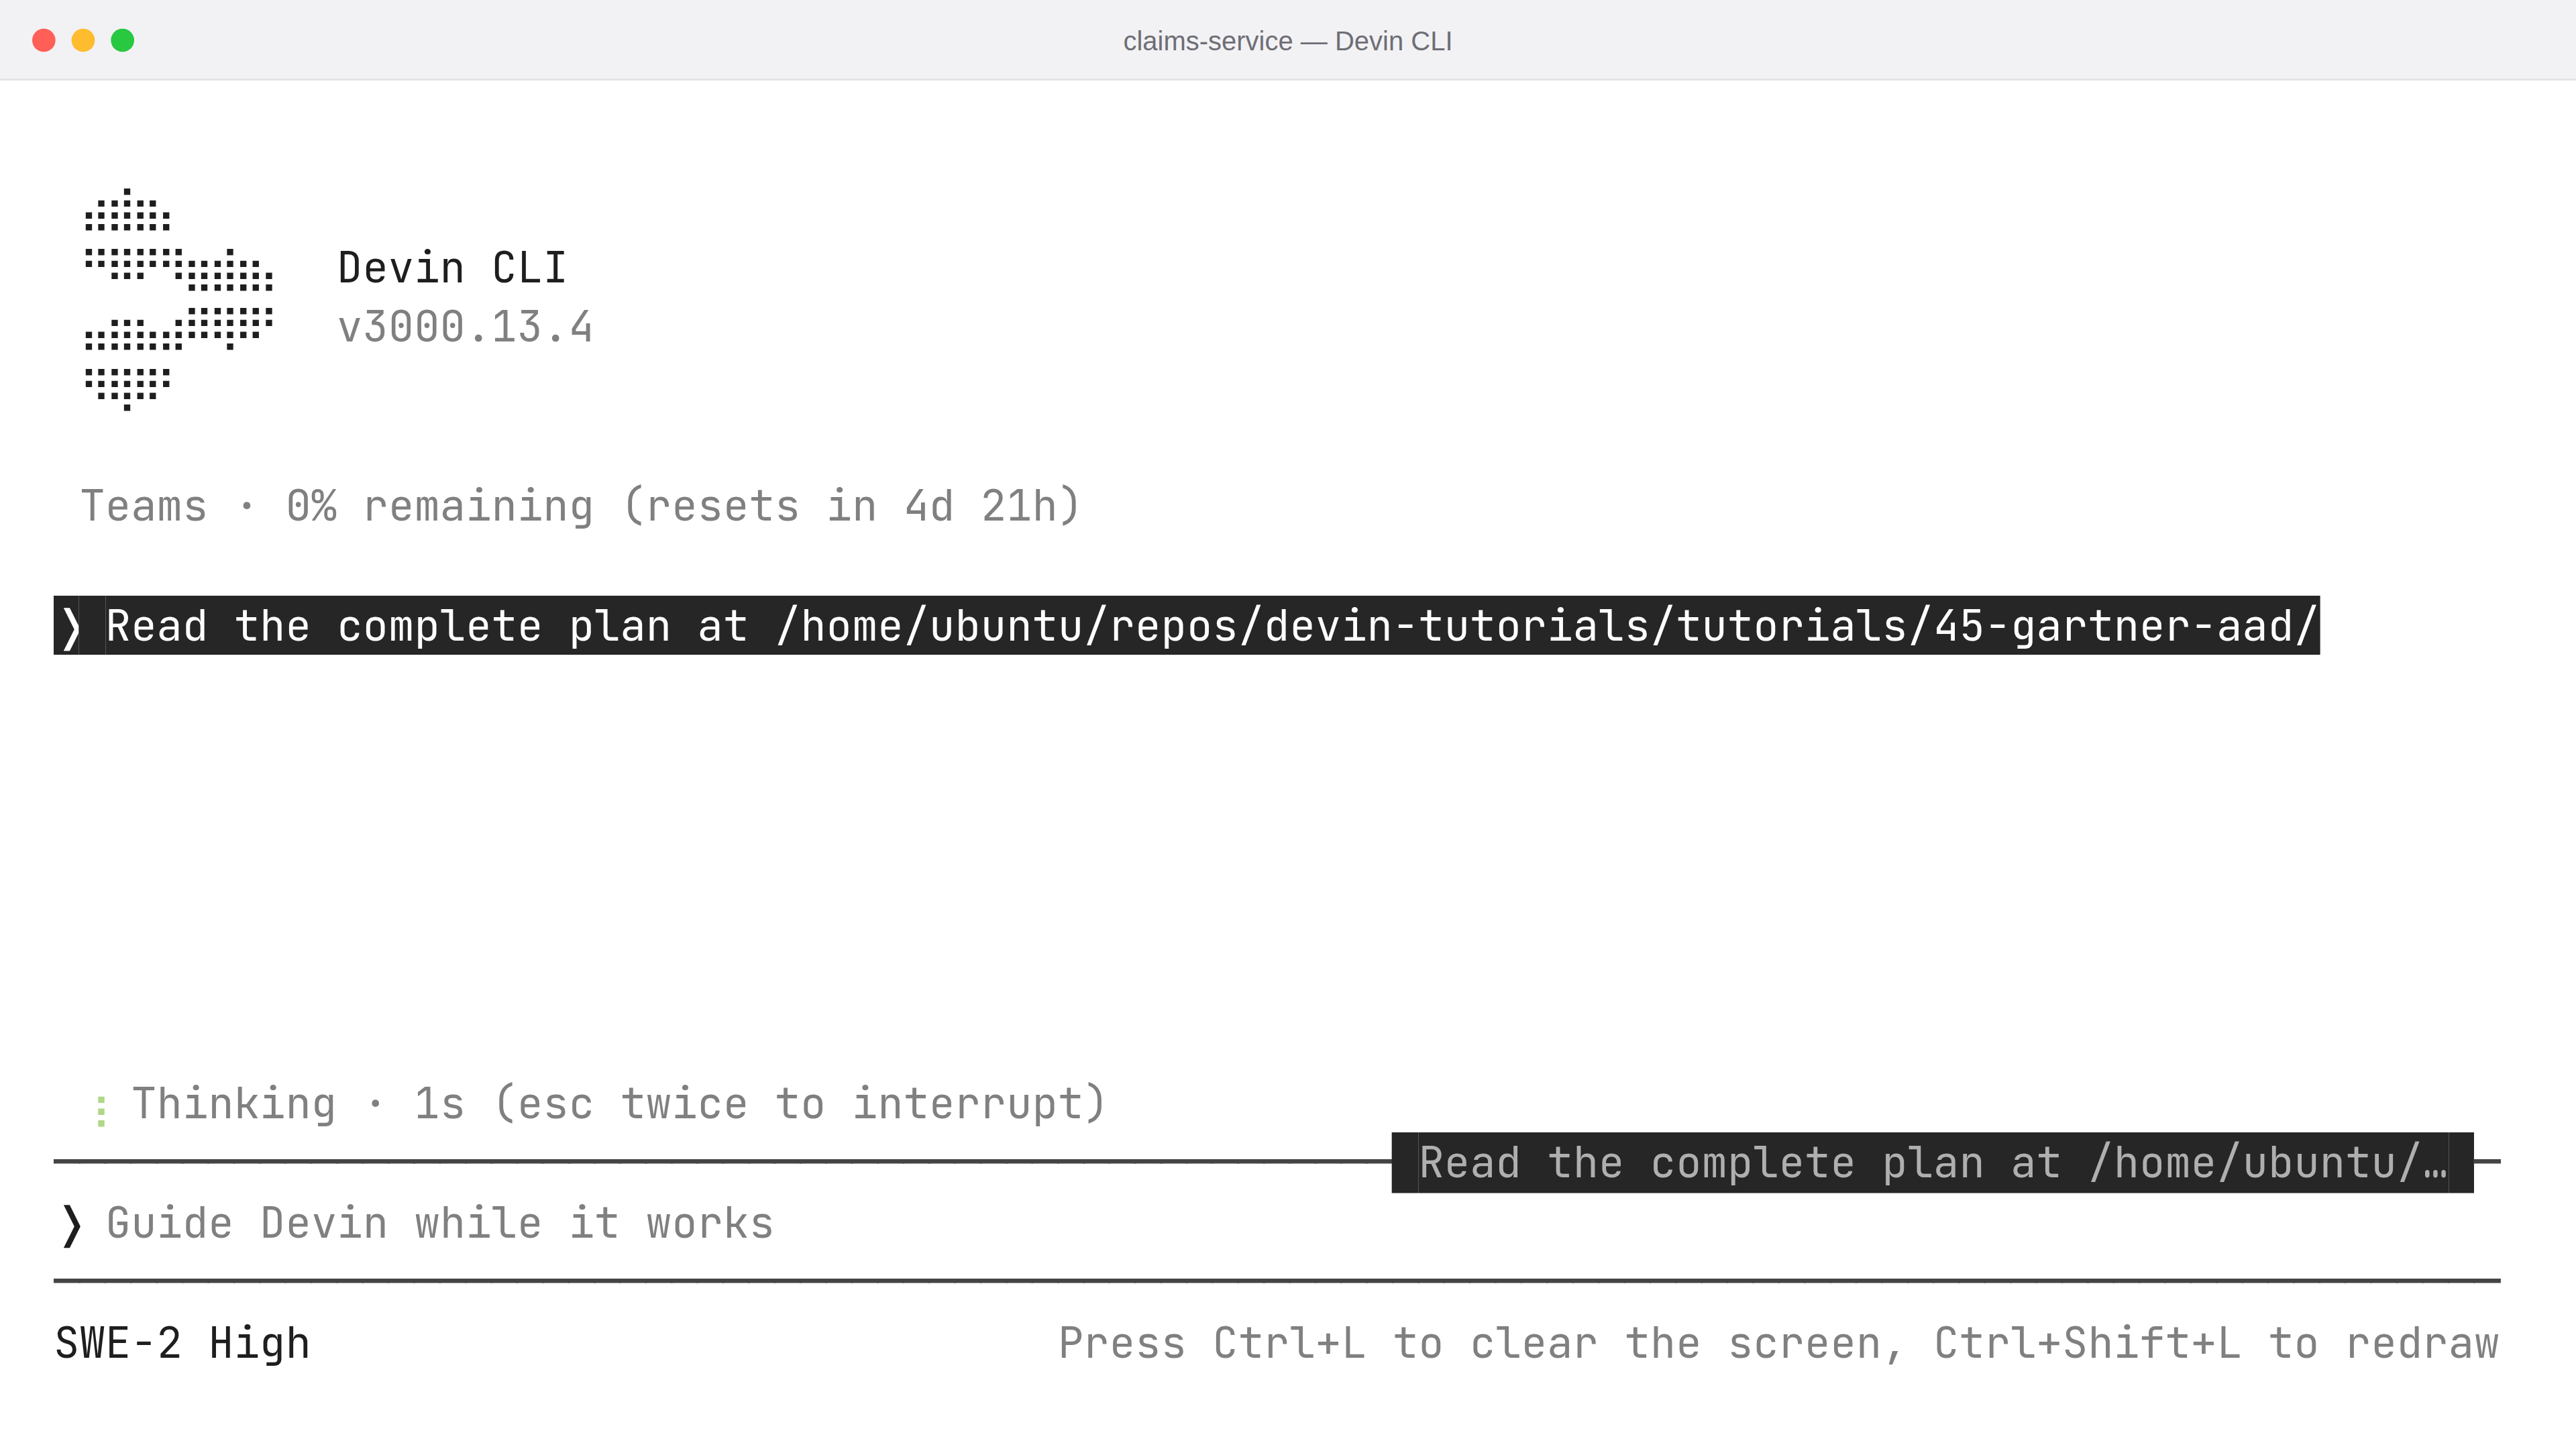 claims-service — Devin CLI
Devin CLI
v3000.13.4
Teams · 0% remaining (resets in 4d 21h)
❯ Read the complete plan at /home/ubuntu/repos/devin-tutorials/tutorials/45-gartner-aad/
Thinking · 1s (esc twice to interrupt)
Read the complete plan at /home/ubuntu/…
❯ Guide Devin while it works
SWE-2 High
Press Ctrl+L to clear the screen, Ctrl+Shift+L to redraw